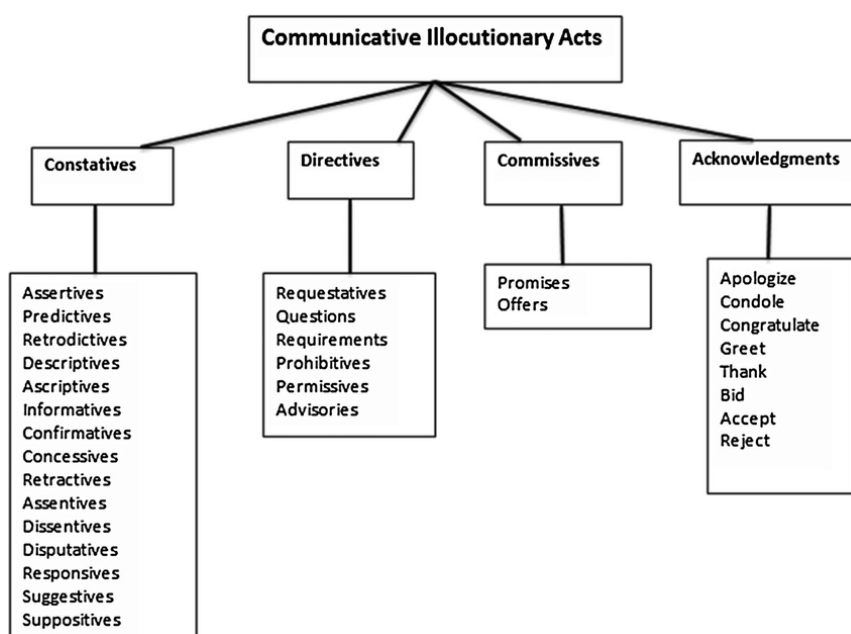 Communicative Illocutionary Acts
Constatives
Directives
Commissives
Acknowledgments
Assertives
Predictives
Retrodictives
Descriptives
Ascriptives
Informatives
Confirmatives
Concessives
Retractives
Assentives
Dissentives
Disputatives
Responsives
Suggestives
Suppositives
Requestatives
Questions
Requirements
Prohibitives
Permissives
Advisories
Promises
Offers
Apologize
Condole
Congratulate
Greet
Thank
Bid
Accept
Reject